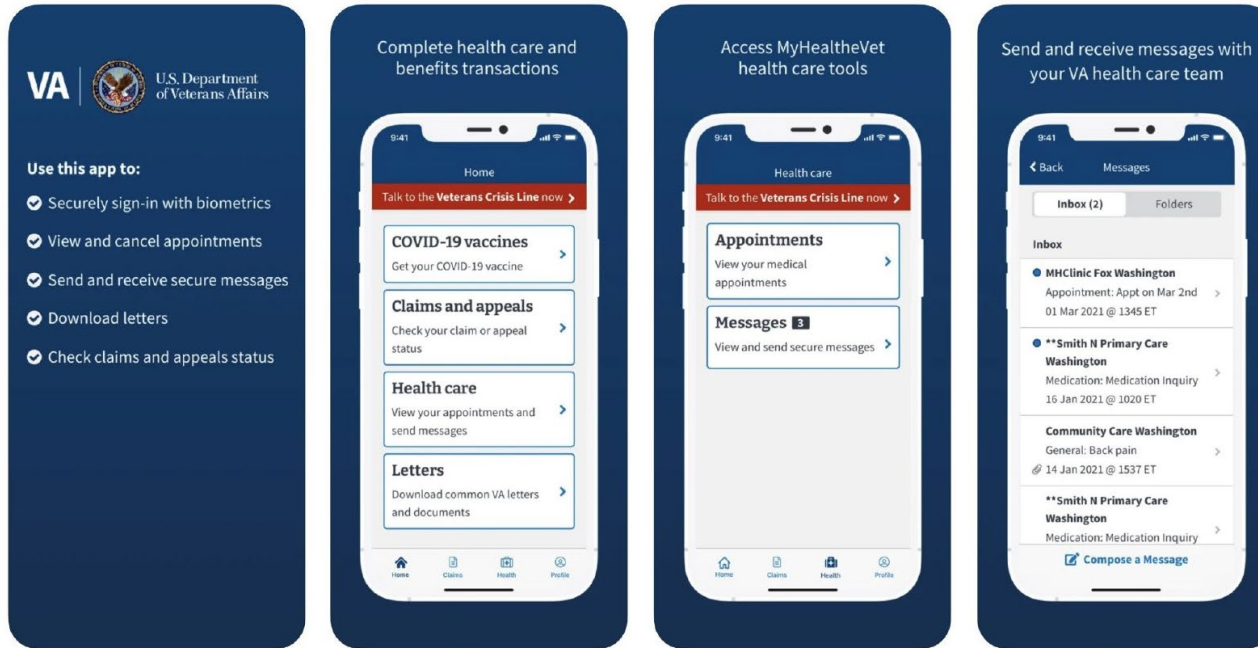 VA
U.S. Department
of Veterans Affairs
Use this app to:
Securely sign-in with biometrics
View and cancel appointments
Send and receive secure messages
Download letters
Check claims and appeals status
Complete health care and
benefits transactions
9:41
Home
Talk to the Veterans Crisis Line now
COVID-19 vaccines
Get your COVID-19 vaccine
Claims and appeals
Check your claim or appeal
status
Health care
View your appointments and
send messages
Letters
Download common VA letters
and documents
Home
Claims
Health
Profile
Access MyHealtheVet
health care tools
9:41
Health care
Talk to the Veterans Crisis Line now
Appointments
View your medical
appointments
Messages 3
View and send secure messages
Home
Claims
Health
Profile
Send and receive messages with
your VA health care team
9:41
Back Messages
Inbox (2) Folders
Inbox
MHClinic Fox Washington
Appointment: Appt on Mar 2nd
01 Mar 2021 @ 1345 ET
**Smith N Primary Care
Washington
Medication: Medication Inquiry
16 Jan 2021 @ 1020 ET
Community Care Washington
General: Back pain
14 Jan 2021 @ 1537 ET
**Smith N Primary Care
Washington
Medication: Medication Inquiry
Compose a Message